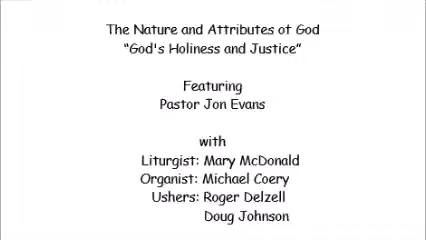 The Nature and Attributes of God
“God's Holiness and Justice”
Featuring
Pastor Jon Evans
with
Liturgist: Mary McDonald
Organist: Michael Coery
Ushers: Roger Delzell
Doug Johnson